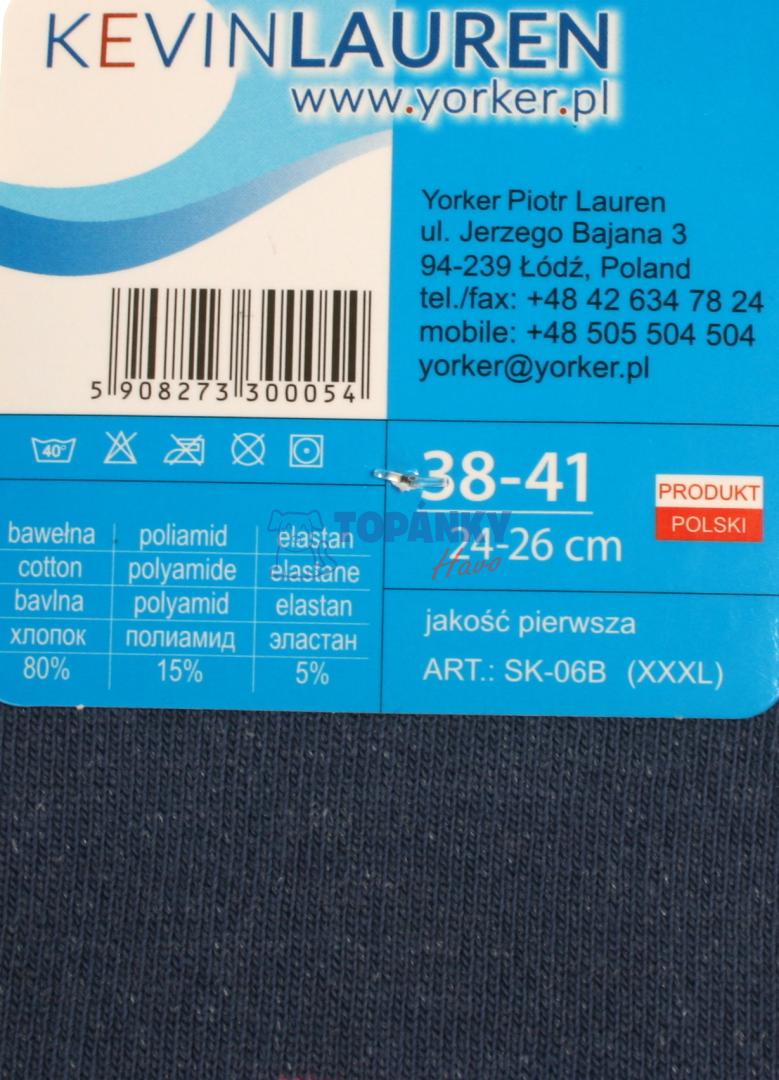 KEVINLAUREN
www.yorker.pl
Yorker Piotr Lauren
ul. Jerzego Bajana 3
94-239 Łódź, Poland
tel./fax: +48 42 634 78 24
mobile: +48 505 504 504
yorker@yorker.pl
5 908273 300054
40°
38-41
24-26 cm
PRODUKT
POLSKI
TOPÁNKY
Havo
bawełna poliamid elastan
cotton polyamide elastane
bavlna polyamid elastan
хлопок полиамид эластан
80% 15% 5%
jakość pierwsza
ART.: SK-06B (XXXL)